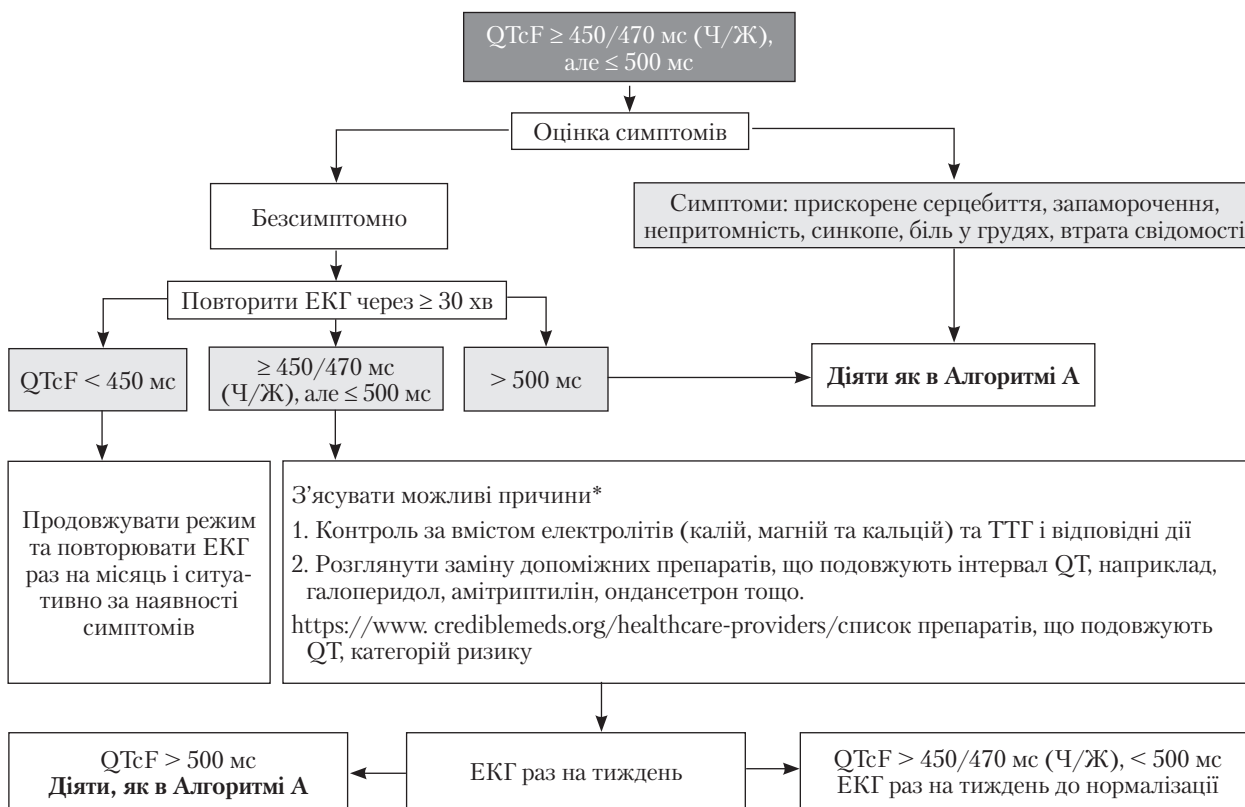 QTcF ≥ 450/470 мс (Ч/Ж),
але ≤ 500 мс
Оцінка симптомів
Безсимптомно
Симптоми: прискорене серцебиття, запаморочення,
непритомність, синкопе, біль у грудях, втрата свідомості
Повторити ЕКГ через ≥ 30 хв
QTcF < 450 мс
≥ 450/470 мс
(Ч/Ж), але ≤ 500 мс
> 500 мс
Діяти як в Алгоритмі А
Продовжувати режим
та повторювати ЕКГ
раз на місяць і ситуа-
тивно за наявності
симптомів
З’ясувати можливі причини*
1. Контроль за вмістом електролітів (калій, магній та кальцій) та ТТГ і відповідні дії
2. Розглянути заміну допоміжних препаратів, що подовжують інтервал QT, наприклад,
галоперидол, амітриптилін, ондансетрон тощо.
https://www. crediblemeds.org/healthcare-providers/список препаратів, що подовжують
QT, категорій ризику
QTcF > 500 мс
Діяти, як в Алгоритмі А
ЕКГ раз на тиждень
QTcF > 450/470 мс (Ч/Ж), < 500 мс
ЕКГ раз на тиждень до нормалізації